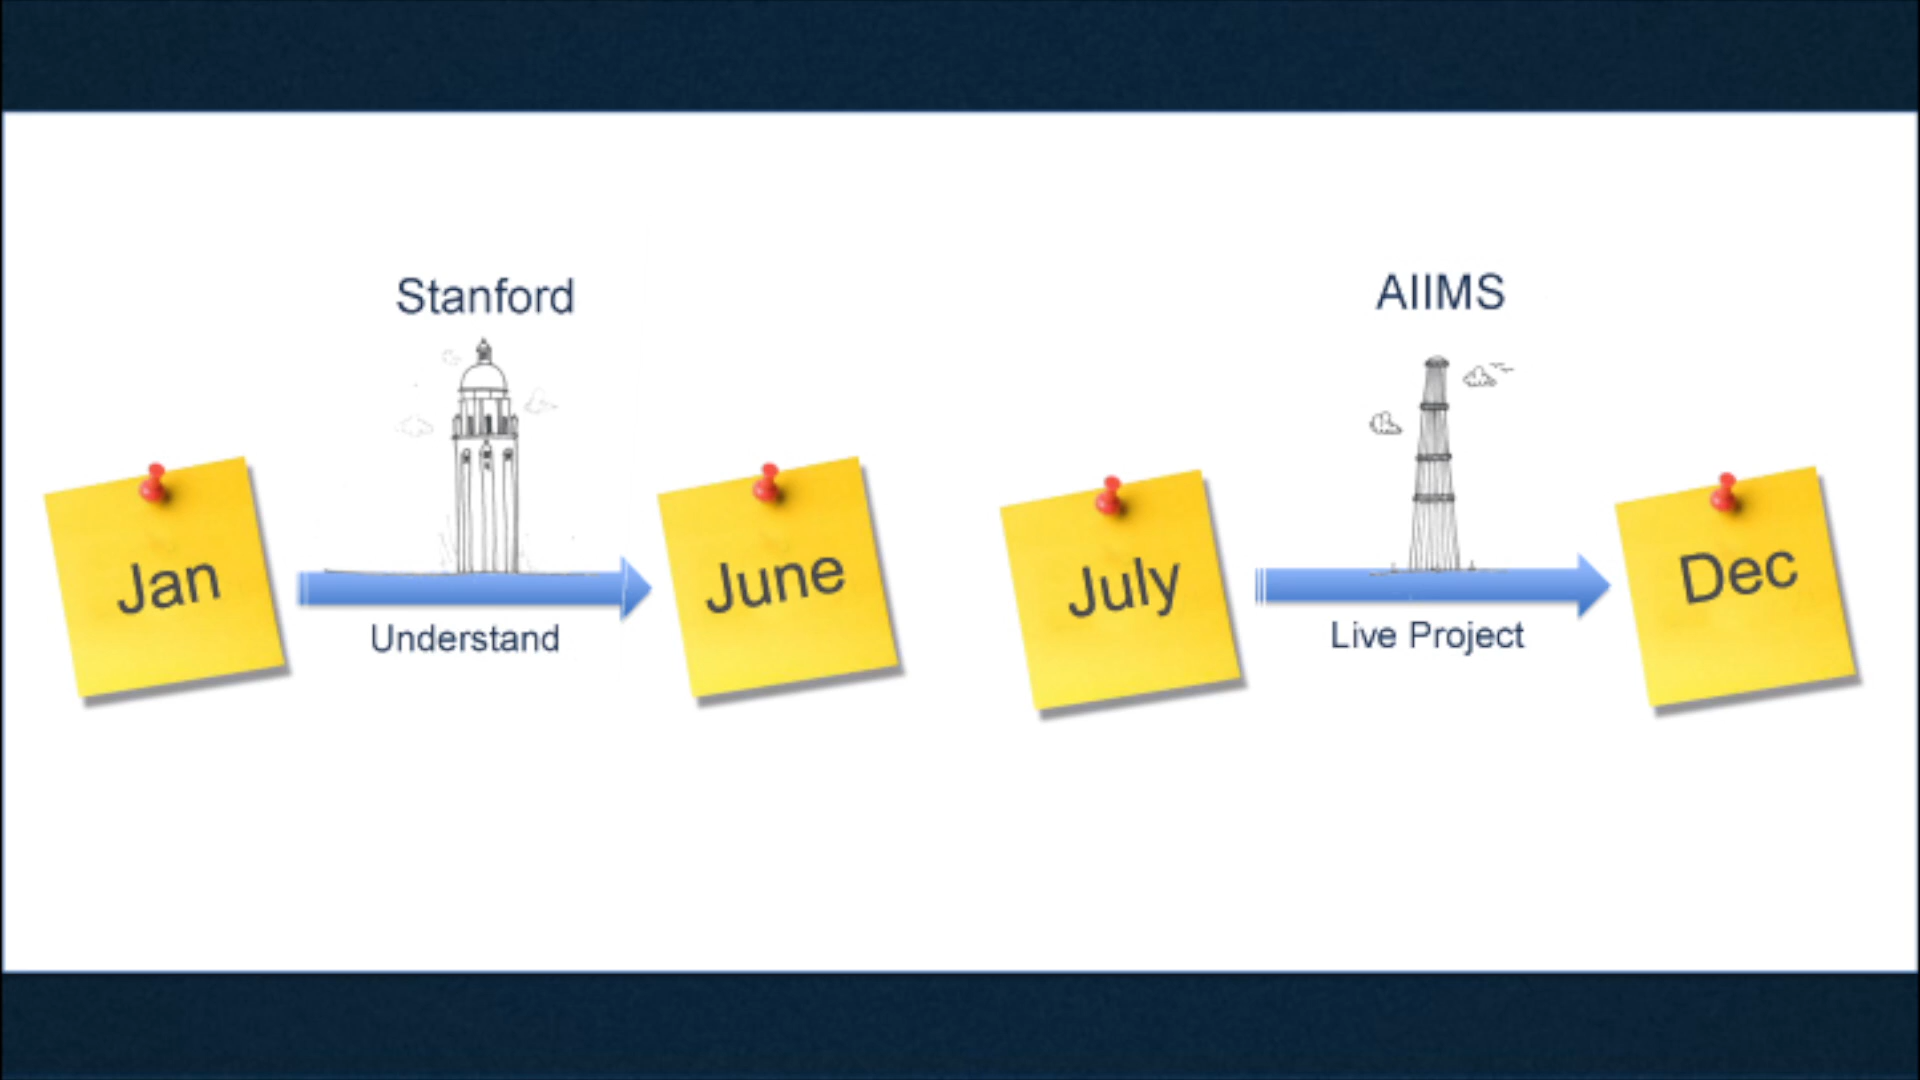 Stanford
AIIMS
Jan
June
July
Dec
Understand
Live Project